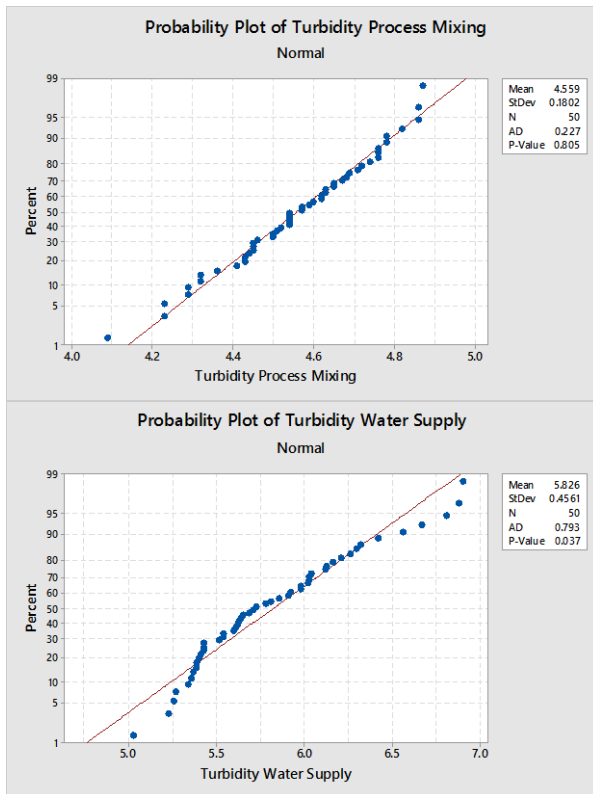 Probability Plot of Turbidity Process Mixing
Normal
99
95
90
80
70
60
50
40
30
20
10
5
1
Percent
4.0 4.2 4.4 4.6 4.8 5.0
Turbidity Process Mixing
Mean 4.559
StDev 0.1802
N 50
AD 0.227
P-Value 0.805
Probability Plot of Turbidity Water Supply
Normal
99
95
90
80
70
60
50
40
30
20
10
5
1
Percent
5.0 5.5 6.0 6.5 7.0
Turbidity Water Supply
Mean 5.826
StDev 0.4561
N 50
AD 0.793
P-Value 0.037